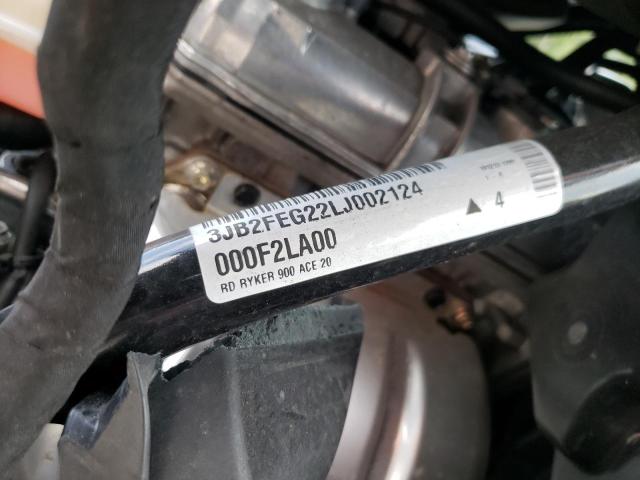 3JB2FEG22LJ002124
000F2LA00
▲ 4
RD RYKER 900 ACE 20